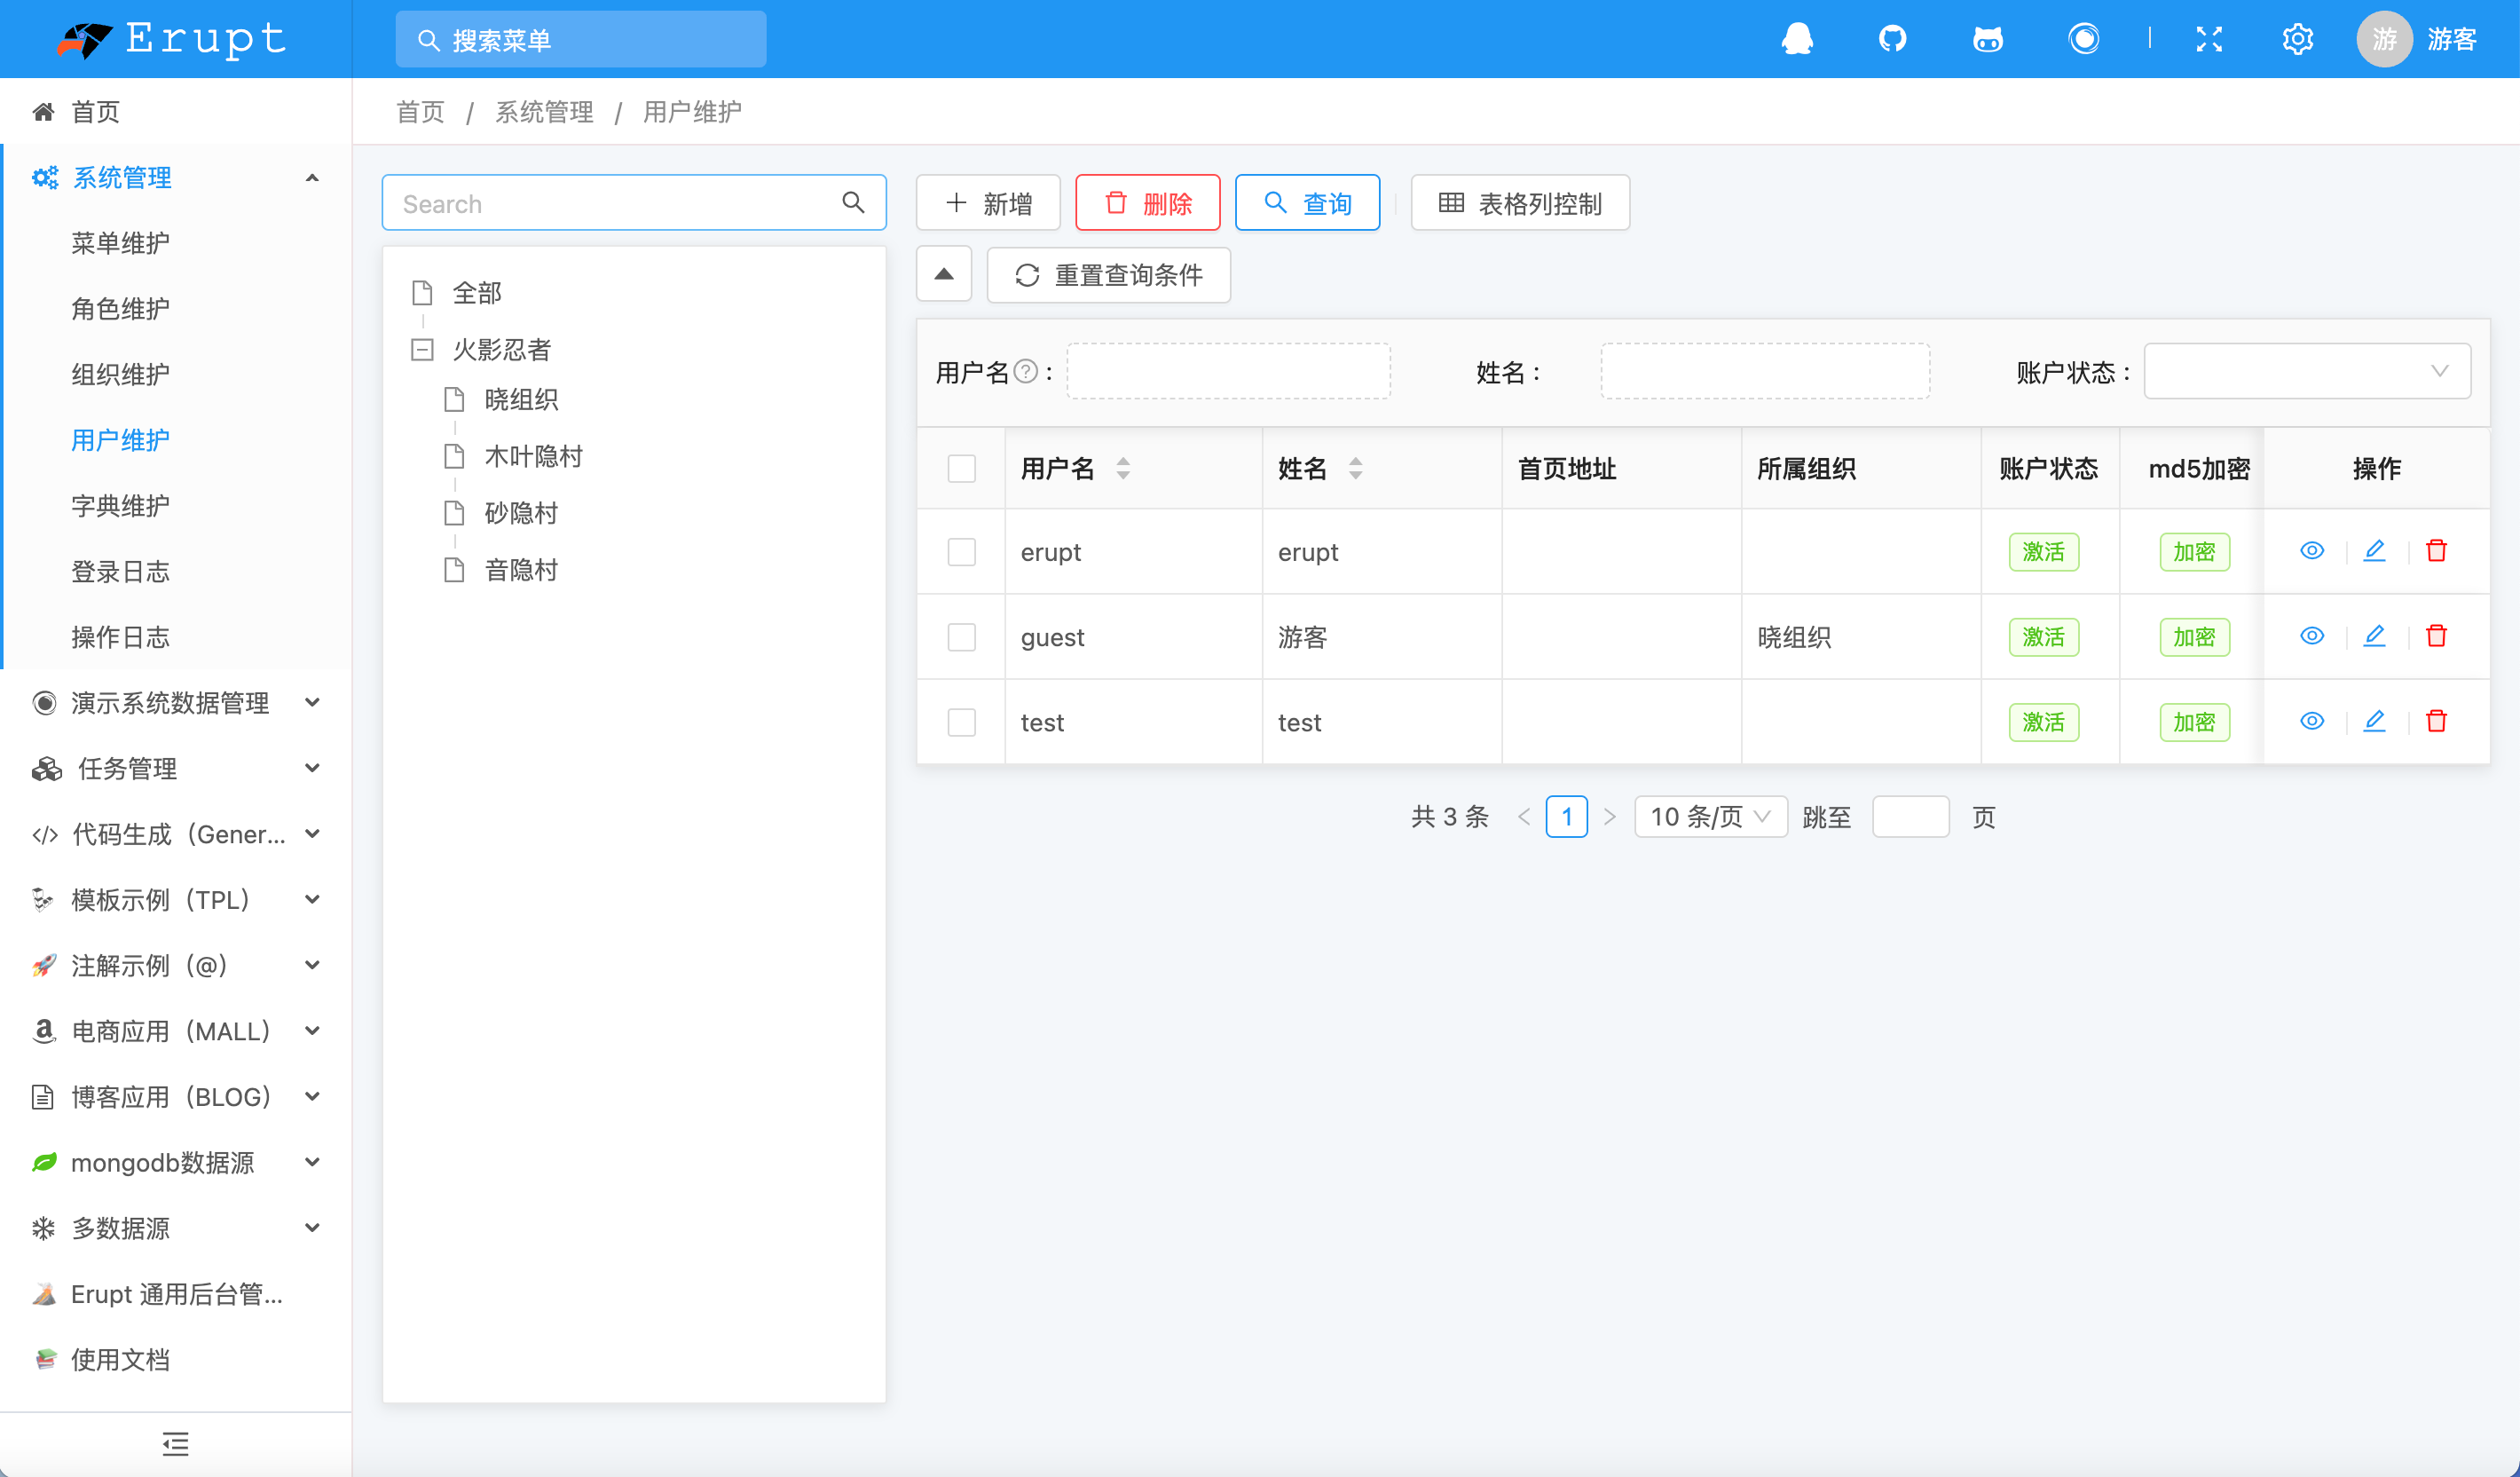 Erupt
搜索菜单
游
游客
首页
系统管理
菜单维护
角色维护
组织维护
用户维护
字典维护
登录日志
操作日志
演示系统数据管理
任务管理
代码生成（Gener...
模板示例（TPL）
注解示例（@）
电商应用（MALL）
博客应用（BLOG）
mongodb数据源
多数据源
Erupt 通用后台管...
使用文档
首页 / 系统管理 / 用户维护
Search
全部
火影忍者
晓组织
木叶隐村
砂隐村
音隐村
新增 删除 查询 表格列控制
重置查询条件
用户名?： 姓名： 账户状态：
用户名 姓名 首页地址 所属组织 账户状态 md5加密 操作
erupt erupt 激活 加密
guest 游客 晓组织 激活 加密
test test 激活 加密
共 3 条 < 1 > 10 条/页 跳至 页